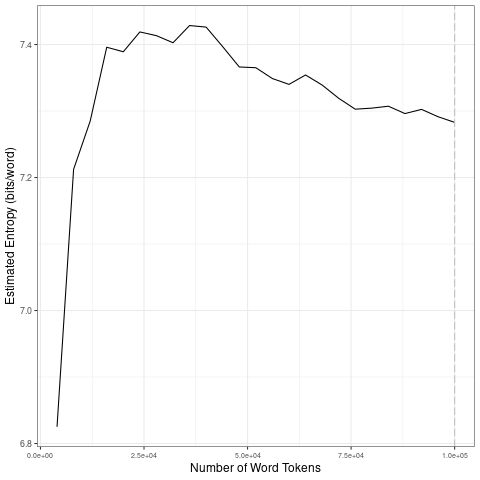 Estimated Entropy (bits/word)
7.4
7.2
7.0
6.8
0.0e+00 2.5e+04 5.0e+04 7.5e+04 1.0e+05
Number of Word Tokens